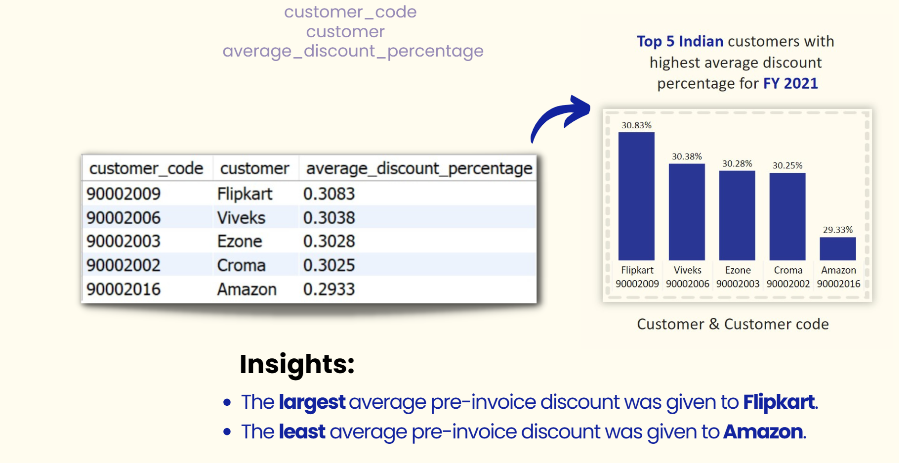 customer_code
customer
average_discount_percentage
Top 5 Indian customers with
highest average discount
percentage for FY 2021
customer_code customer average_discount_percentage
90002009 Flipkart 0.3083
90002006 Viveks 0.3038
90002003 Ezone 0.3028
90002002 Croma 0.3025
90002016 Amazon 0.2933
30.83%
30.38%
30.28%
30.25%
29.33%
Flipkart Viveks Ezone Croma Amazon
90002009 90002006 90002003 90002002 90002016
Customer & Customer code
Insights:
• The largest average pre-invoice discount was given to Flipkart.
• The least average pre-invoice discount was given to Amazon.